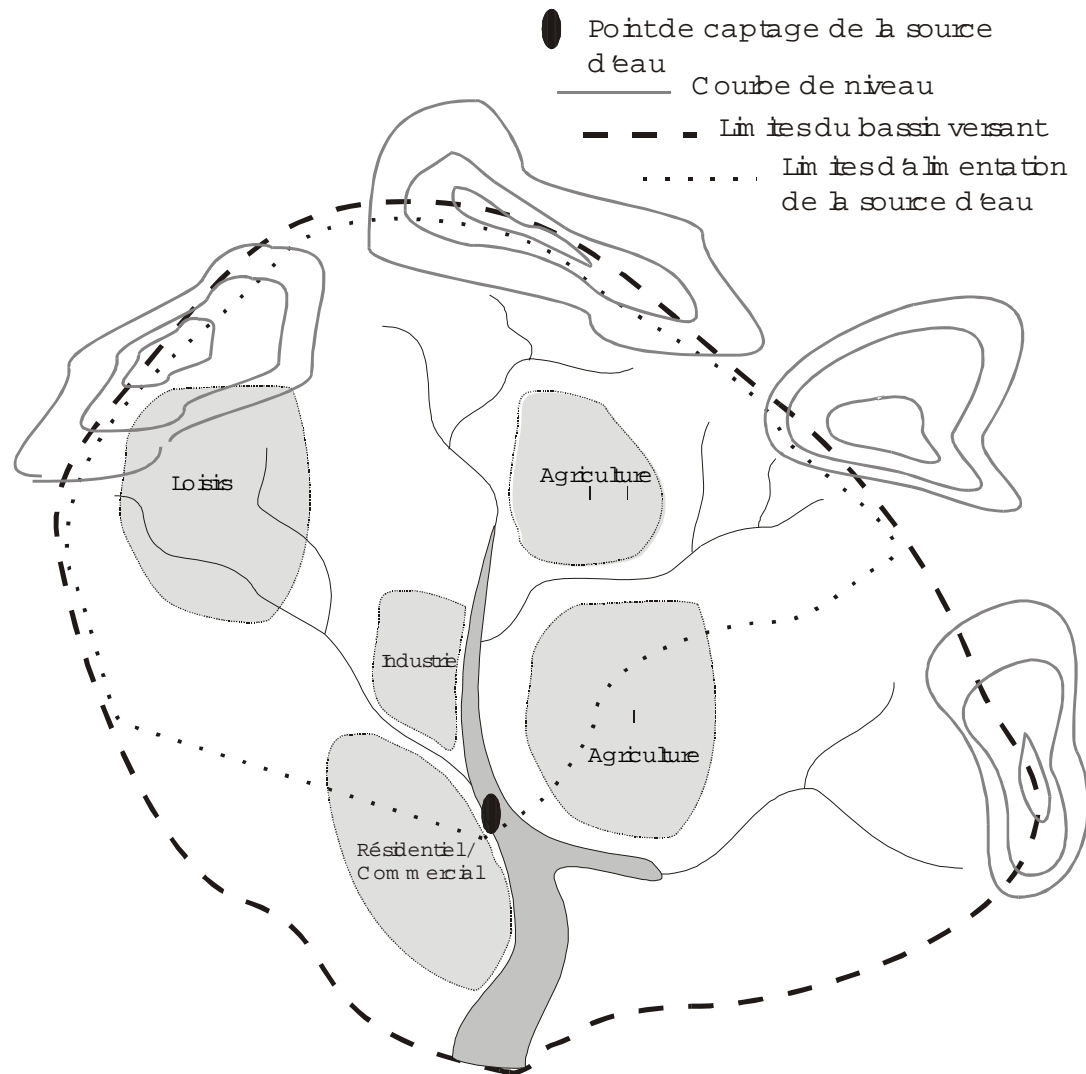 Point de captage de la source
d'eau
Courbe de niveau
Limites du bassin versant
Limites d'alimentation
de la source d'eau
Loisirs
Agriculture
Industrie
Agriculture
Résidentiel/
Commercial